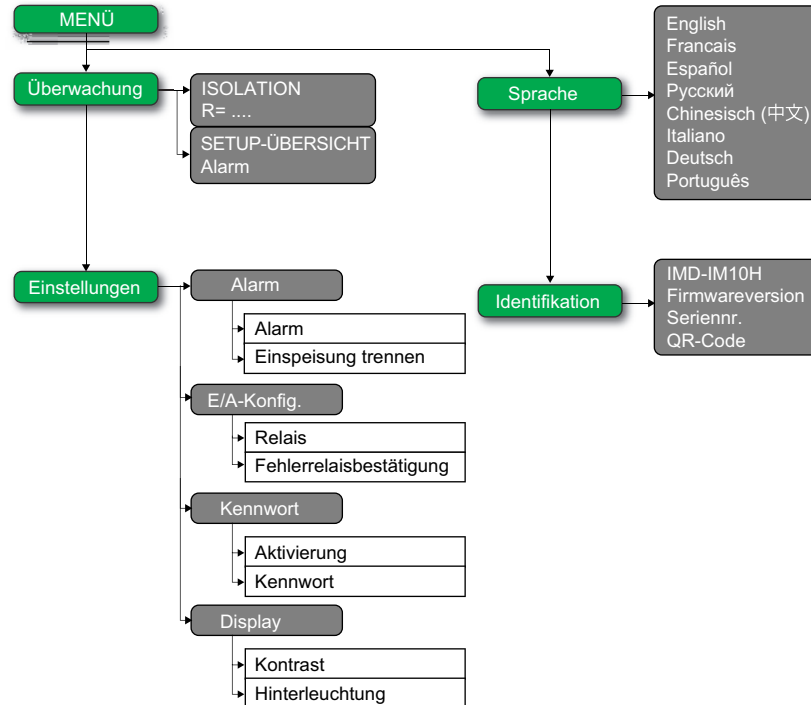 MENÜ
Überwachung
ISOLATION
R= ....
SETUP-ÜBERSICHT
Alarm
Einstellungen
Alarm
Alarm
Einspeisung trennen
E/A-Konfig.
Relais
Fehlerrelaisbestätigung
Kennwort
Aktivierung
Kennwort
Display
Kontrast
Hinterleuchtung
Sprache
English
Francais
Español
Русский
Chinesisch (中文)
Italiano
Deutsch
Português
Identifikation
IMD-IM10H
Firmwareversion
Seriennr.
QR-Code